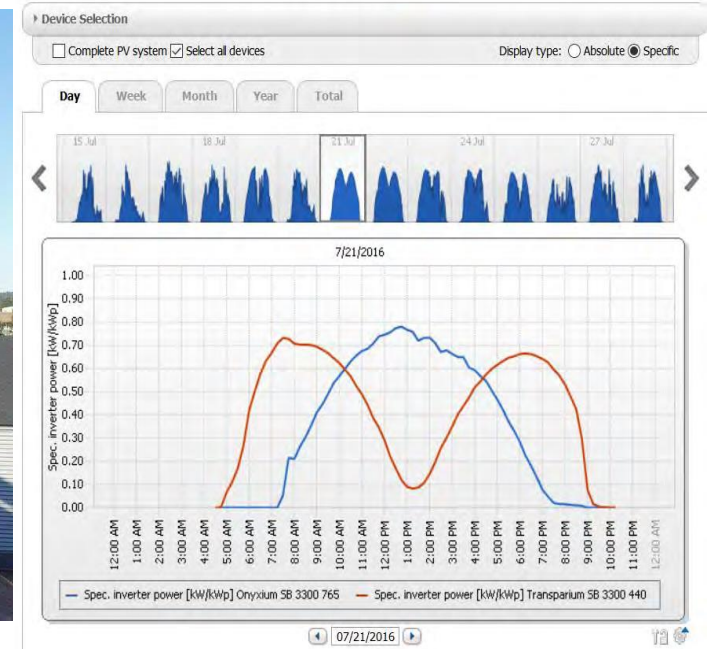 Device Selection
Complete PV system Select all devices Display type: Absolute Specific
Day Week Month Year Total
15 Jul 18 Jul 21 Jul 24 Jul 27 Jul
7/21/2016
Spec. inverter power [kW/kWp]
1.00
0.90
0.80
0.70
0.60
0.50
0.40
0.30
0.20
0.10
0.00
12:00 AM 1:00 AM 2:00 AM 3:00 AM 4:00 AM 5:00 AM 6:00 AM 7:00 AM 8:00 AM 9:00 AM 10:00 AM 11:00 AM 12:00 PM 1:00 PM 2:00 PM 3:00 PM 4:00 PM 5:00 PM 6:00 PM 7:00 PM 8:00 PM 9:00 PM 10:00 PM 11:00 PM 12:00 AM
Spec. inverter power [kW/kWp] Onyxium SB 3300 765 Spec. inverter power [kW/kWp] Transparium SB 3300 440
07/21/2016